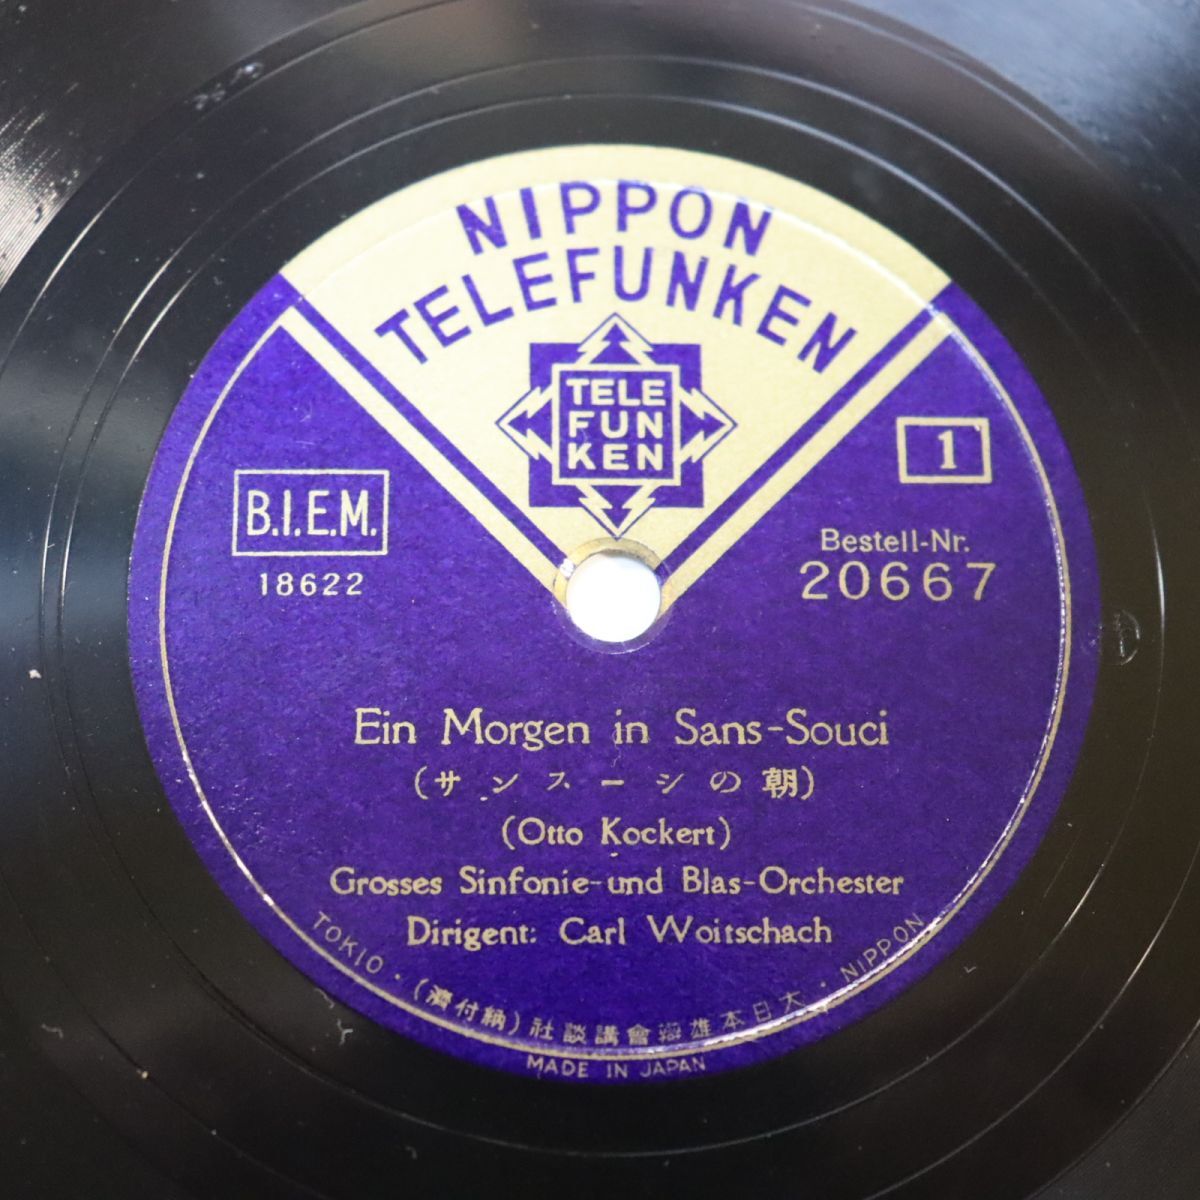 NIPPON
TELEFUNKEN
TELE
FUN
KEN
1
B.I.E.M.
18622
Bestell-Nr.
20667
Ein Morgen in Sans-Souci
(サンスーシの朝)
(Otto Kockert)
Grosses Sinfonie-und Blas-Orchester
Dirigent: Carl Woitschach
TOKIO・(濟付納)社談講會辯雄本日大・NIPPON
MADE IN JAPAN